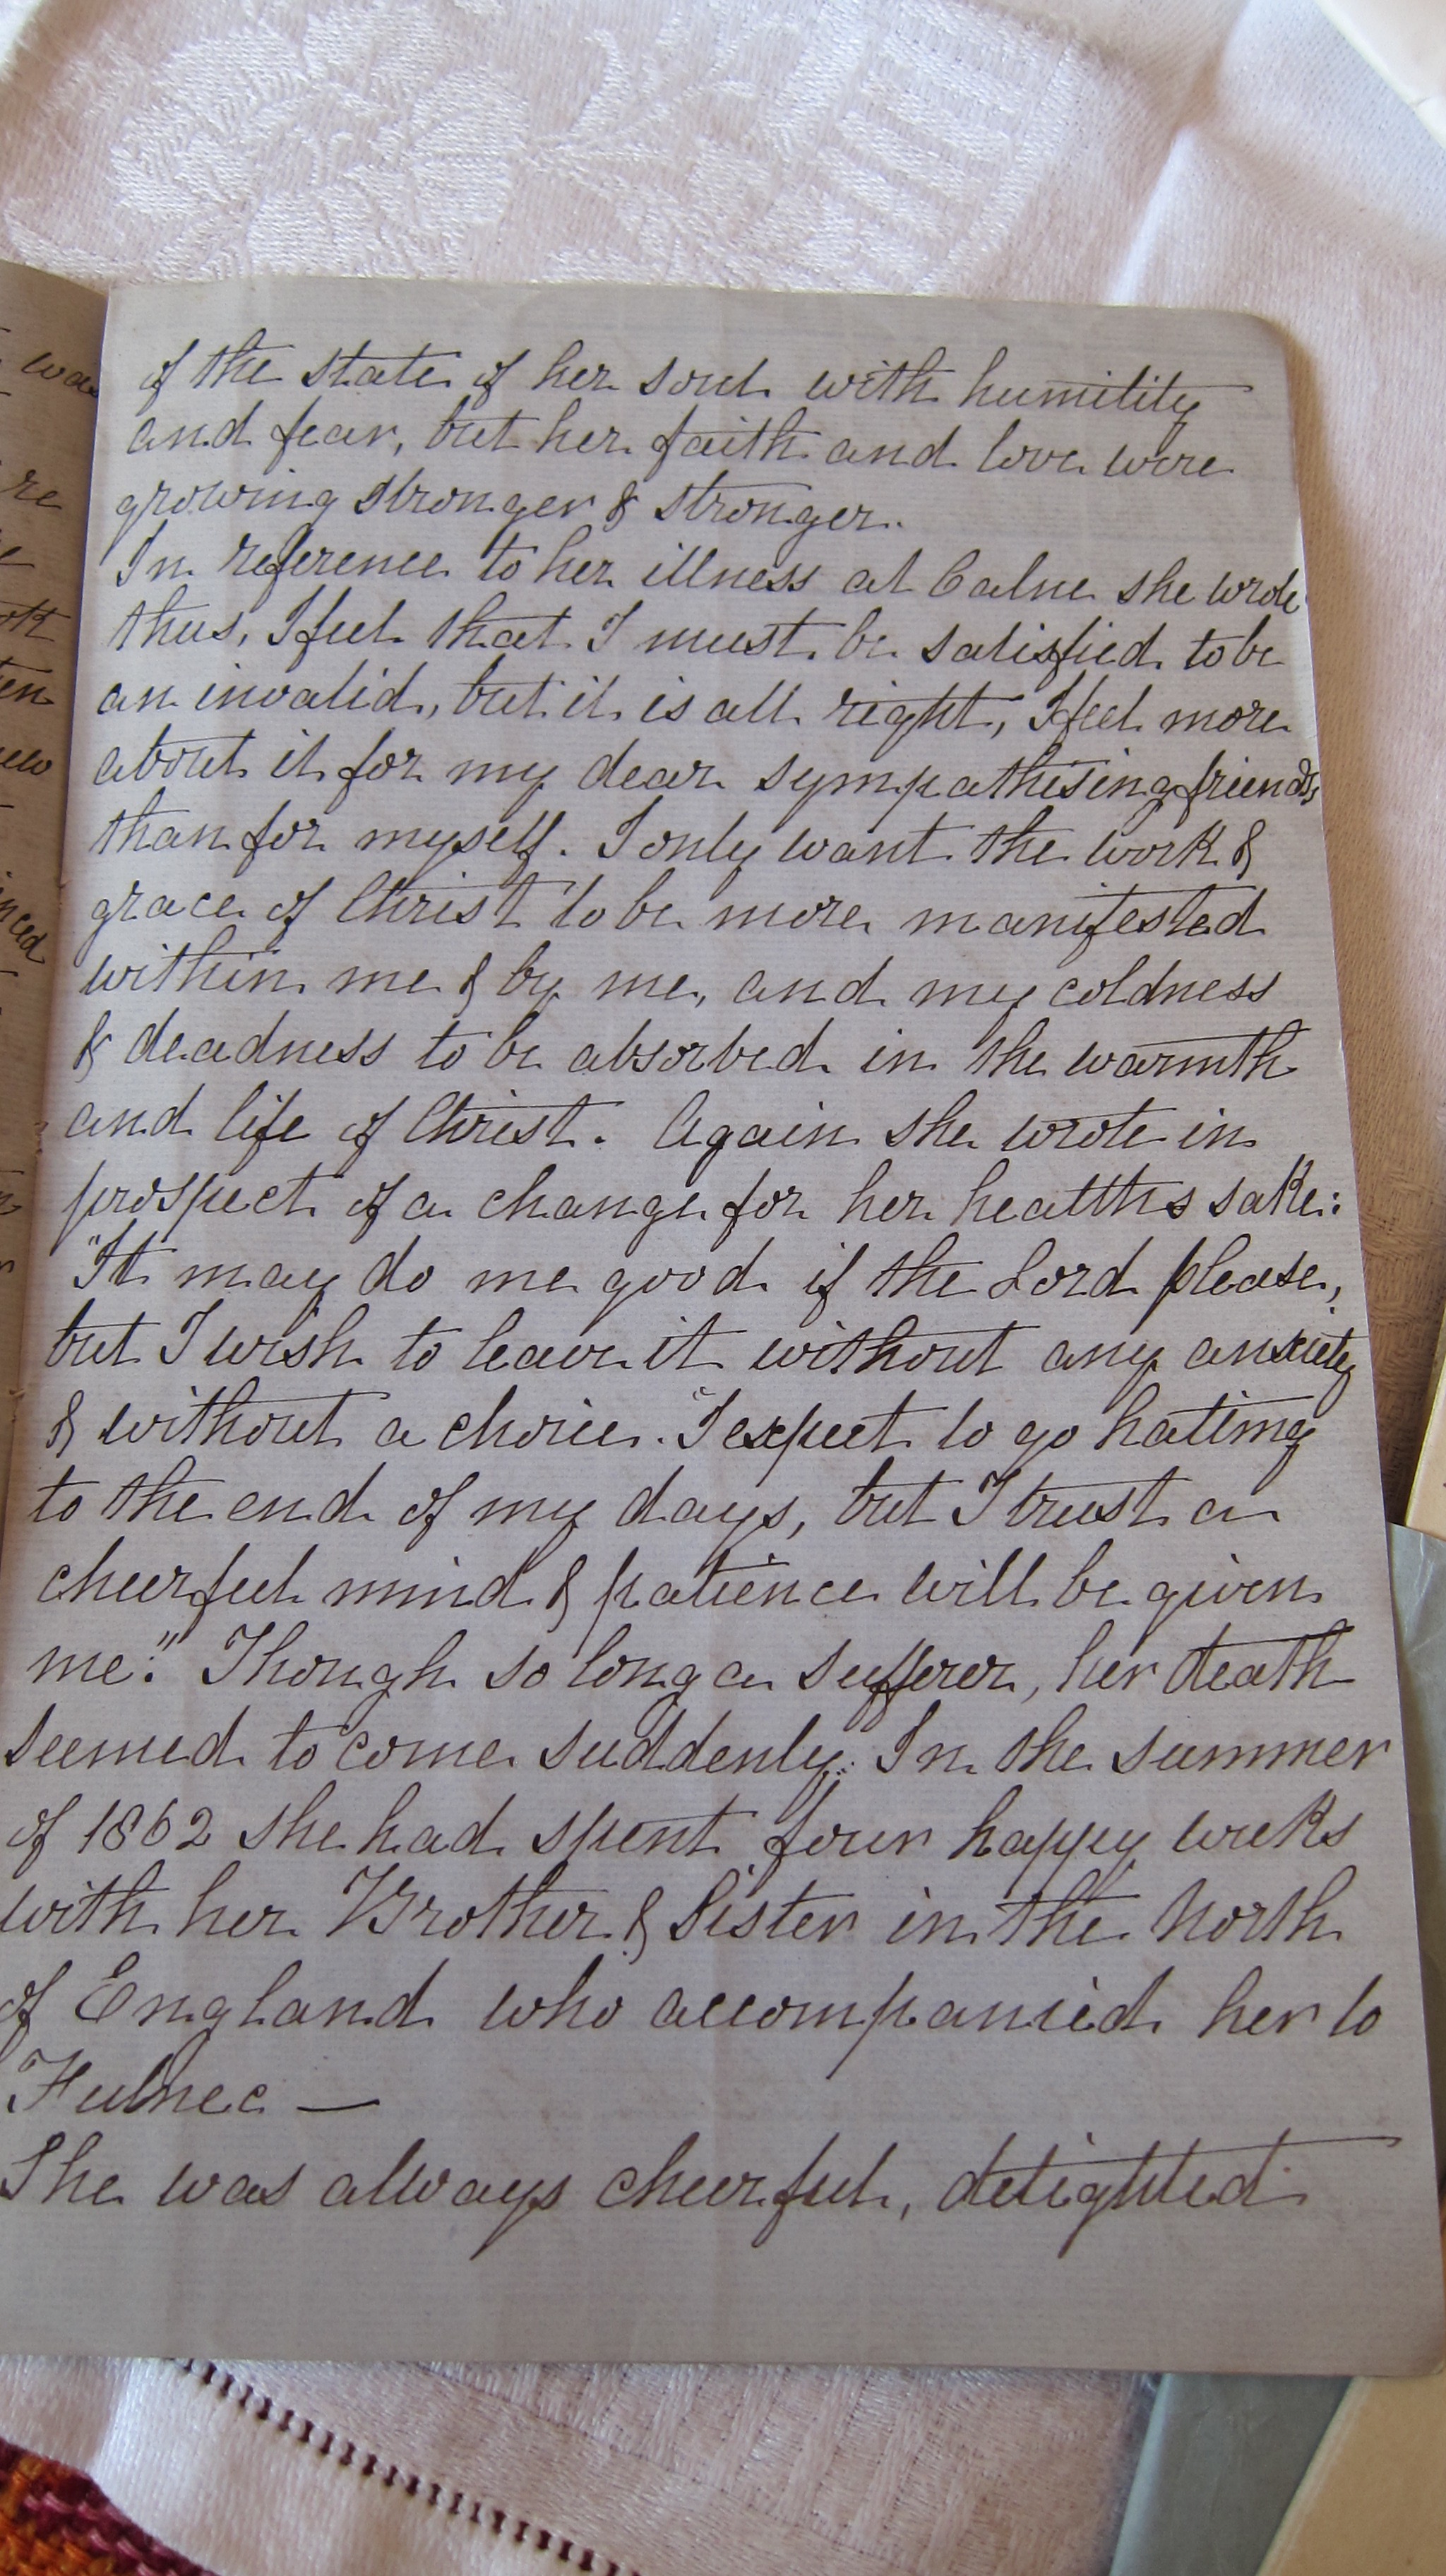 of the state of her soul with humility
and fear, but her faith and love were
growing stronger & stronger.
In reference to her illness at Calne she wrote
thus, I feel that I must be satisfied to be
an invalid, but it is all right, I feel more
about it for my dear sympathising friends,
than for myself. I only want the work &
grace of Christ to be more manifested
within me & by me, and my coldness
& deadness to be absorbed in the warmth
and life of Christ. Again she wrote in
prospect of a change for her healths sake:
"It may do me good if the Lord please,
but I wish to leave it without any anxiety
& without a choice. "I expect to go halting
to the end of my days, but I trust a
cheerful mind & patience will be given
me." Though so long a sufferer, her death
seemed to come suddenly. In the summer
of 1862 she had spent four happy weeks
with her Brother & Sister in the North
of England who accompanied her to
Fulnec —
She was always cheerful, delighted